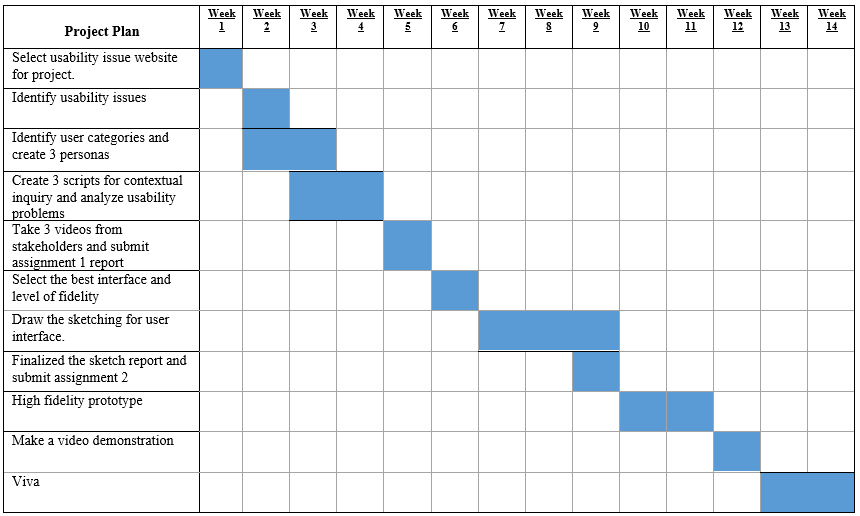 Project Plan
Week Week Week Week Week Week Week Week Week Week Week Week Week Week
1 2 3 4 5 6 7 8 9 10 11 12 13 14
Select usability issue website
for project.
Identify usability issues
Identify user categories and
create 3 personas
Create 3 scripts for contextual
inquiry and analyze usability
problems
Take 3 videos from
stakeholders and submit
assignment 1 report
Select the best interface and
level of fidelity
Draw the sketching for user
interface.
Finalized the sketch report and
submit assignment 2
High fidelity prototype
Make a video demonstration
Viva